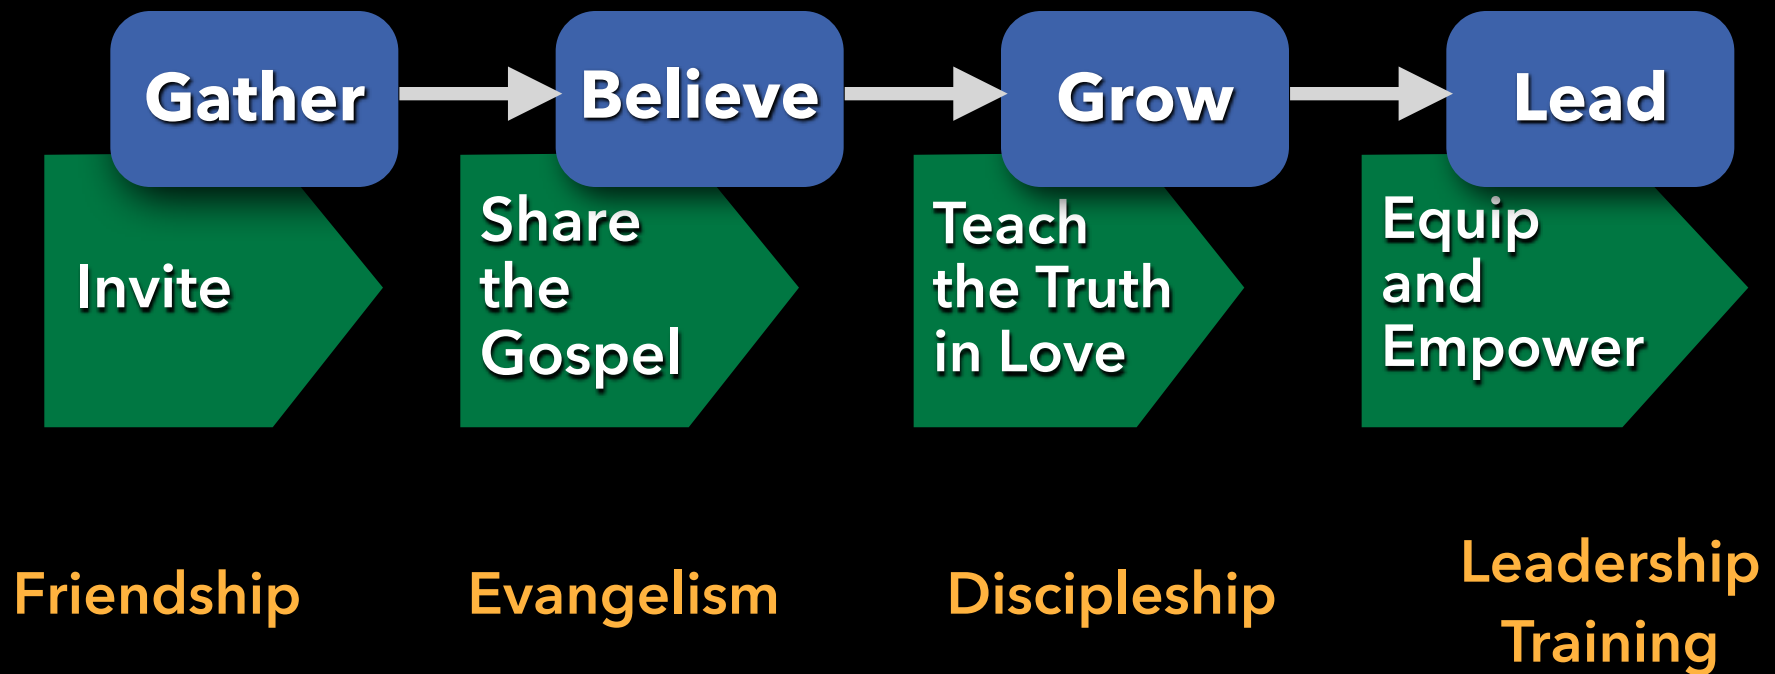 Gather
Believe
Grow
Lead
Invite
Share
the
Gospel
Teach
the Truth
in Love
Equip
and
Empower
Friendship
Evangelism
Discipleship
Leadership
Training